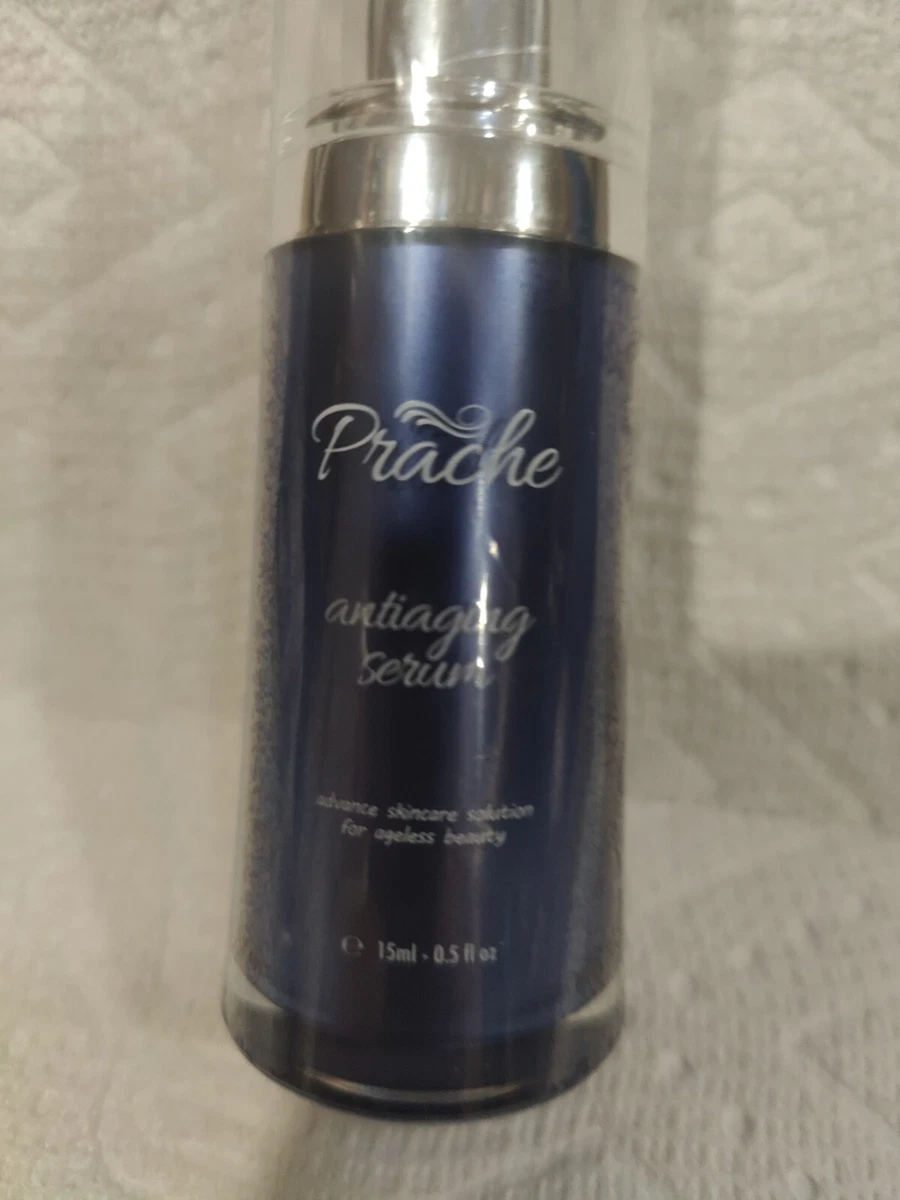 Prache
antiaging
serum
advance skincare solution
for ageless beauty
℮ 15ml - 0.5 fl oz